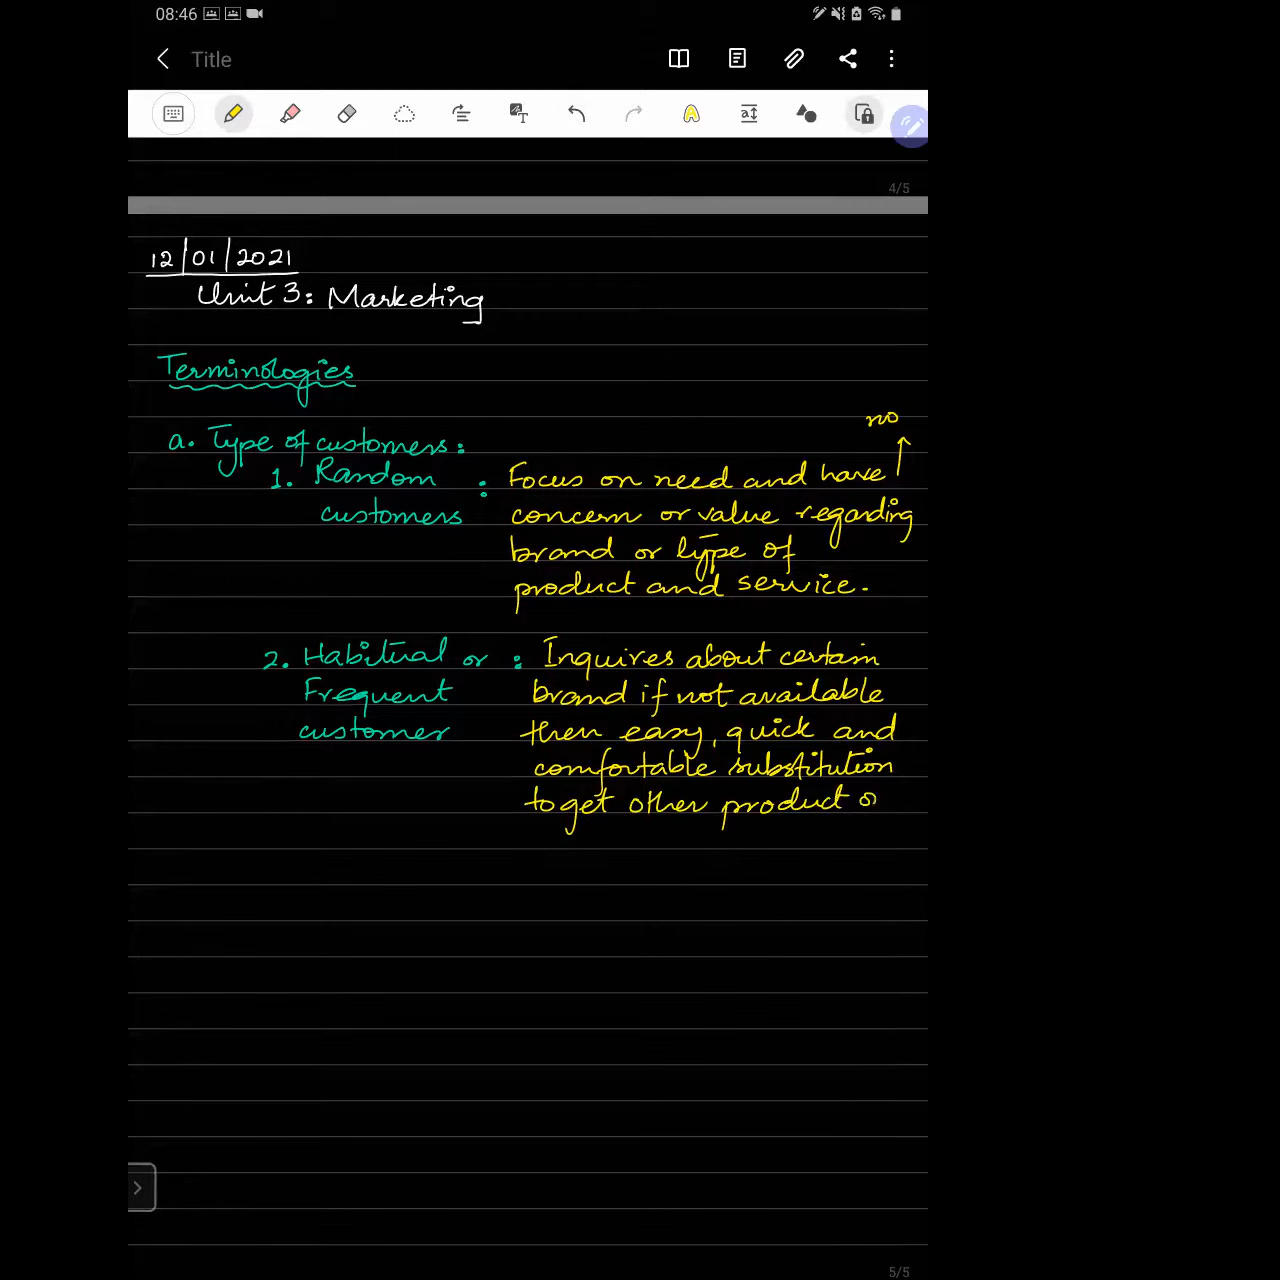 08:46
Title
4/5
12/01/2021
Unit 3: Marketing
Terminologies
no
a. Type of customers:
1. Random : Focus on need and have
customers concern or value regarding
brand or type of
product and service.
2. Habitual or : Inquires about certain
Frequent brand if not available
customer then easy, quick and
comfortable substitution
to get other product o
5/5